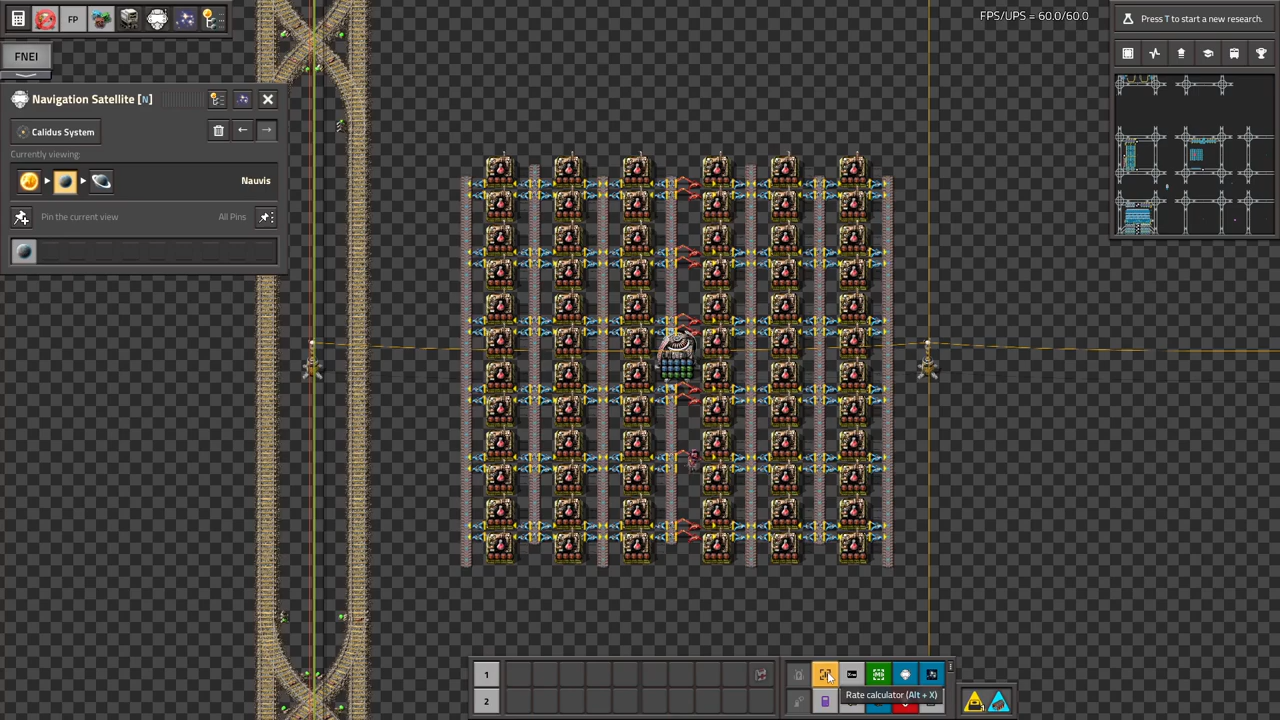 FP
FPS/UPS = 60.0/60.0
Press T to start a new research.
FNEI
Navigation Satellite [N]
Calidus System
Currently viewing:
Nauvis
Pin the current view
All Pins
1
2
Rate calculator (Alt + X)